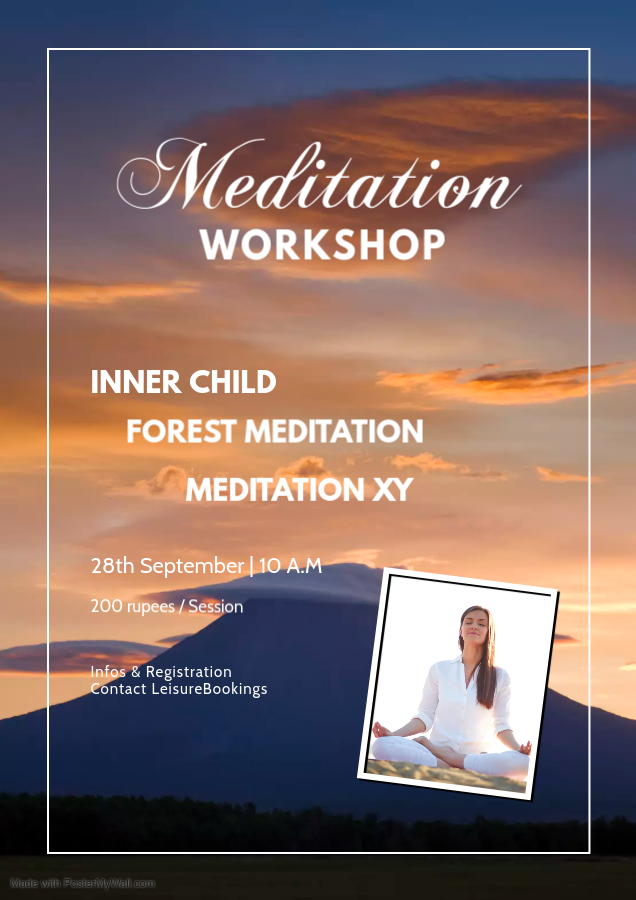 Meditation
WORKSHOP
INNER CHILD
FOREST MEDITATION
MEDITATION XY
28th September | 10 A.M
200 rupees / Session
Infos & Registration
Contact LeisureBookings
Made with PosterMyWall.com